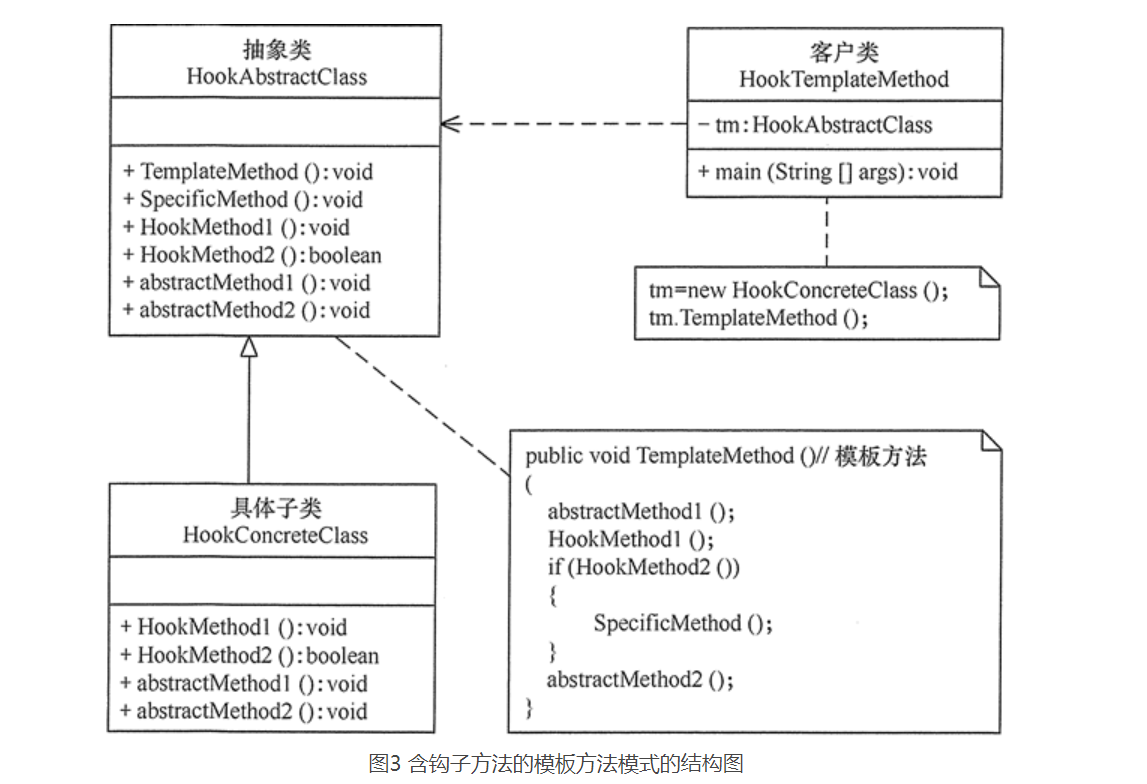 抽象类
HookAbstractClass
+ TemplateMethod ():void
+ SpecificMethod ():void
+ HookMethod1 ():void
+ HookMethod2 ():boolean
+ abstractMethod1 ():void
+ abstractMethod2 ():void
客户类
HookTemplateMethod
- tm:HookAbstractClass
+ main (String [] args):void
tm=new HookConcreteClass ();
tm.TemplateMethod ();
具体子类
HookConcreteClass
+ HookMethod1 ():void
+ HookMethod2 ():boolean
+ abstractMethod1 ():void
+ abstractMethod2 ():void
public void TemplateMethod ()// 模板方法
(
abstractMethod1 ();
HookMethod1 ();
if (HookMethod2 ())
{
SpecificMethod ();
}
abstractMethod2 ();
}
图3 含钩子方法的模板方法模式的结构图